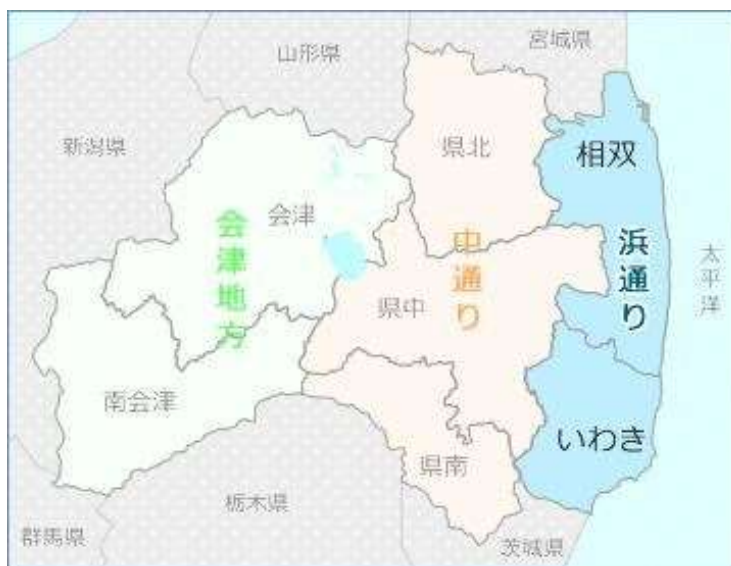 宮城県
山形県
新潟県
県北
相双
会津
会津地方
中通り
浜通り
太平洋
県中
南会津
いわき
県南
栃木県
群馬県
茨城県